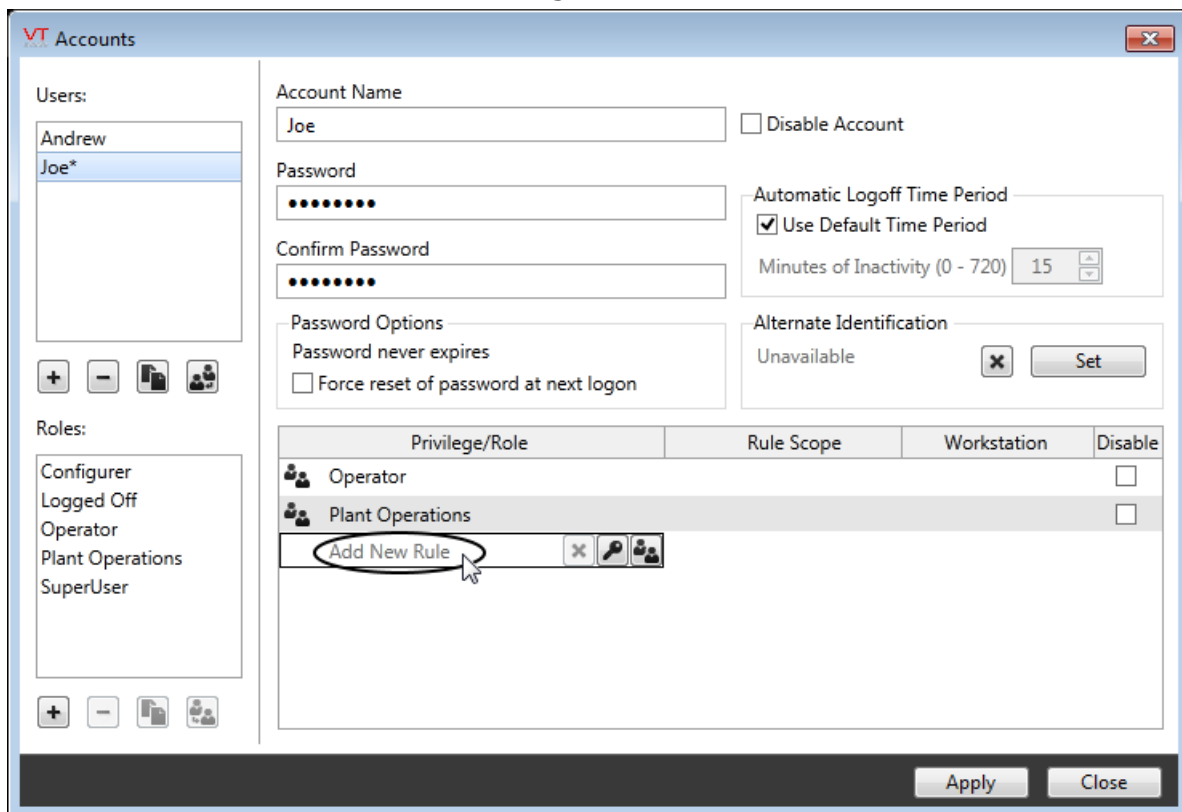 VT Accounts
Users:
Andrew
Joe*
Roles:
Configurer
Logged Off
Operator
Plant Operations
SuperUser
Account Name
Joe
Disable Account
Password
••••••••
Confirm Password
••••••••
Automatic Logoff Time Period
Use Default Time Period
Minutes of Inactivity (0 - 720) 15
Password Options
Password never expires
Force reset of password at next logon
Alternate Identification
Unavailable
Set
Privilege/Role Rule Scope Workstation Disable
Operator
Plant Operations
Add New Rule
Apply Close